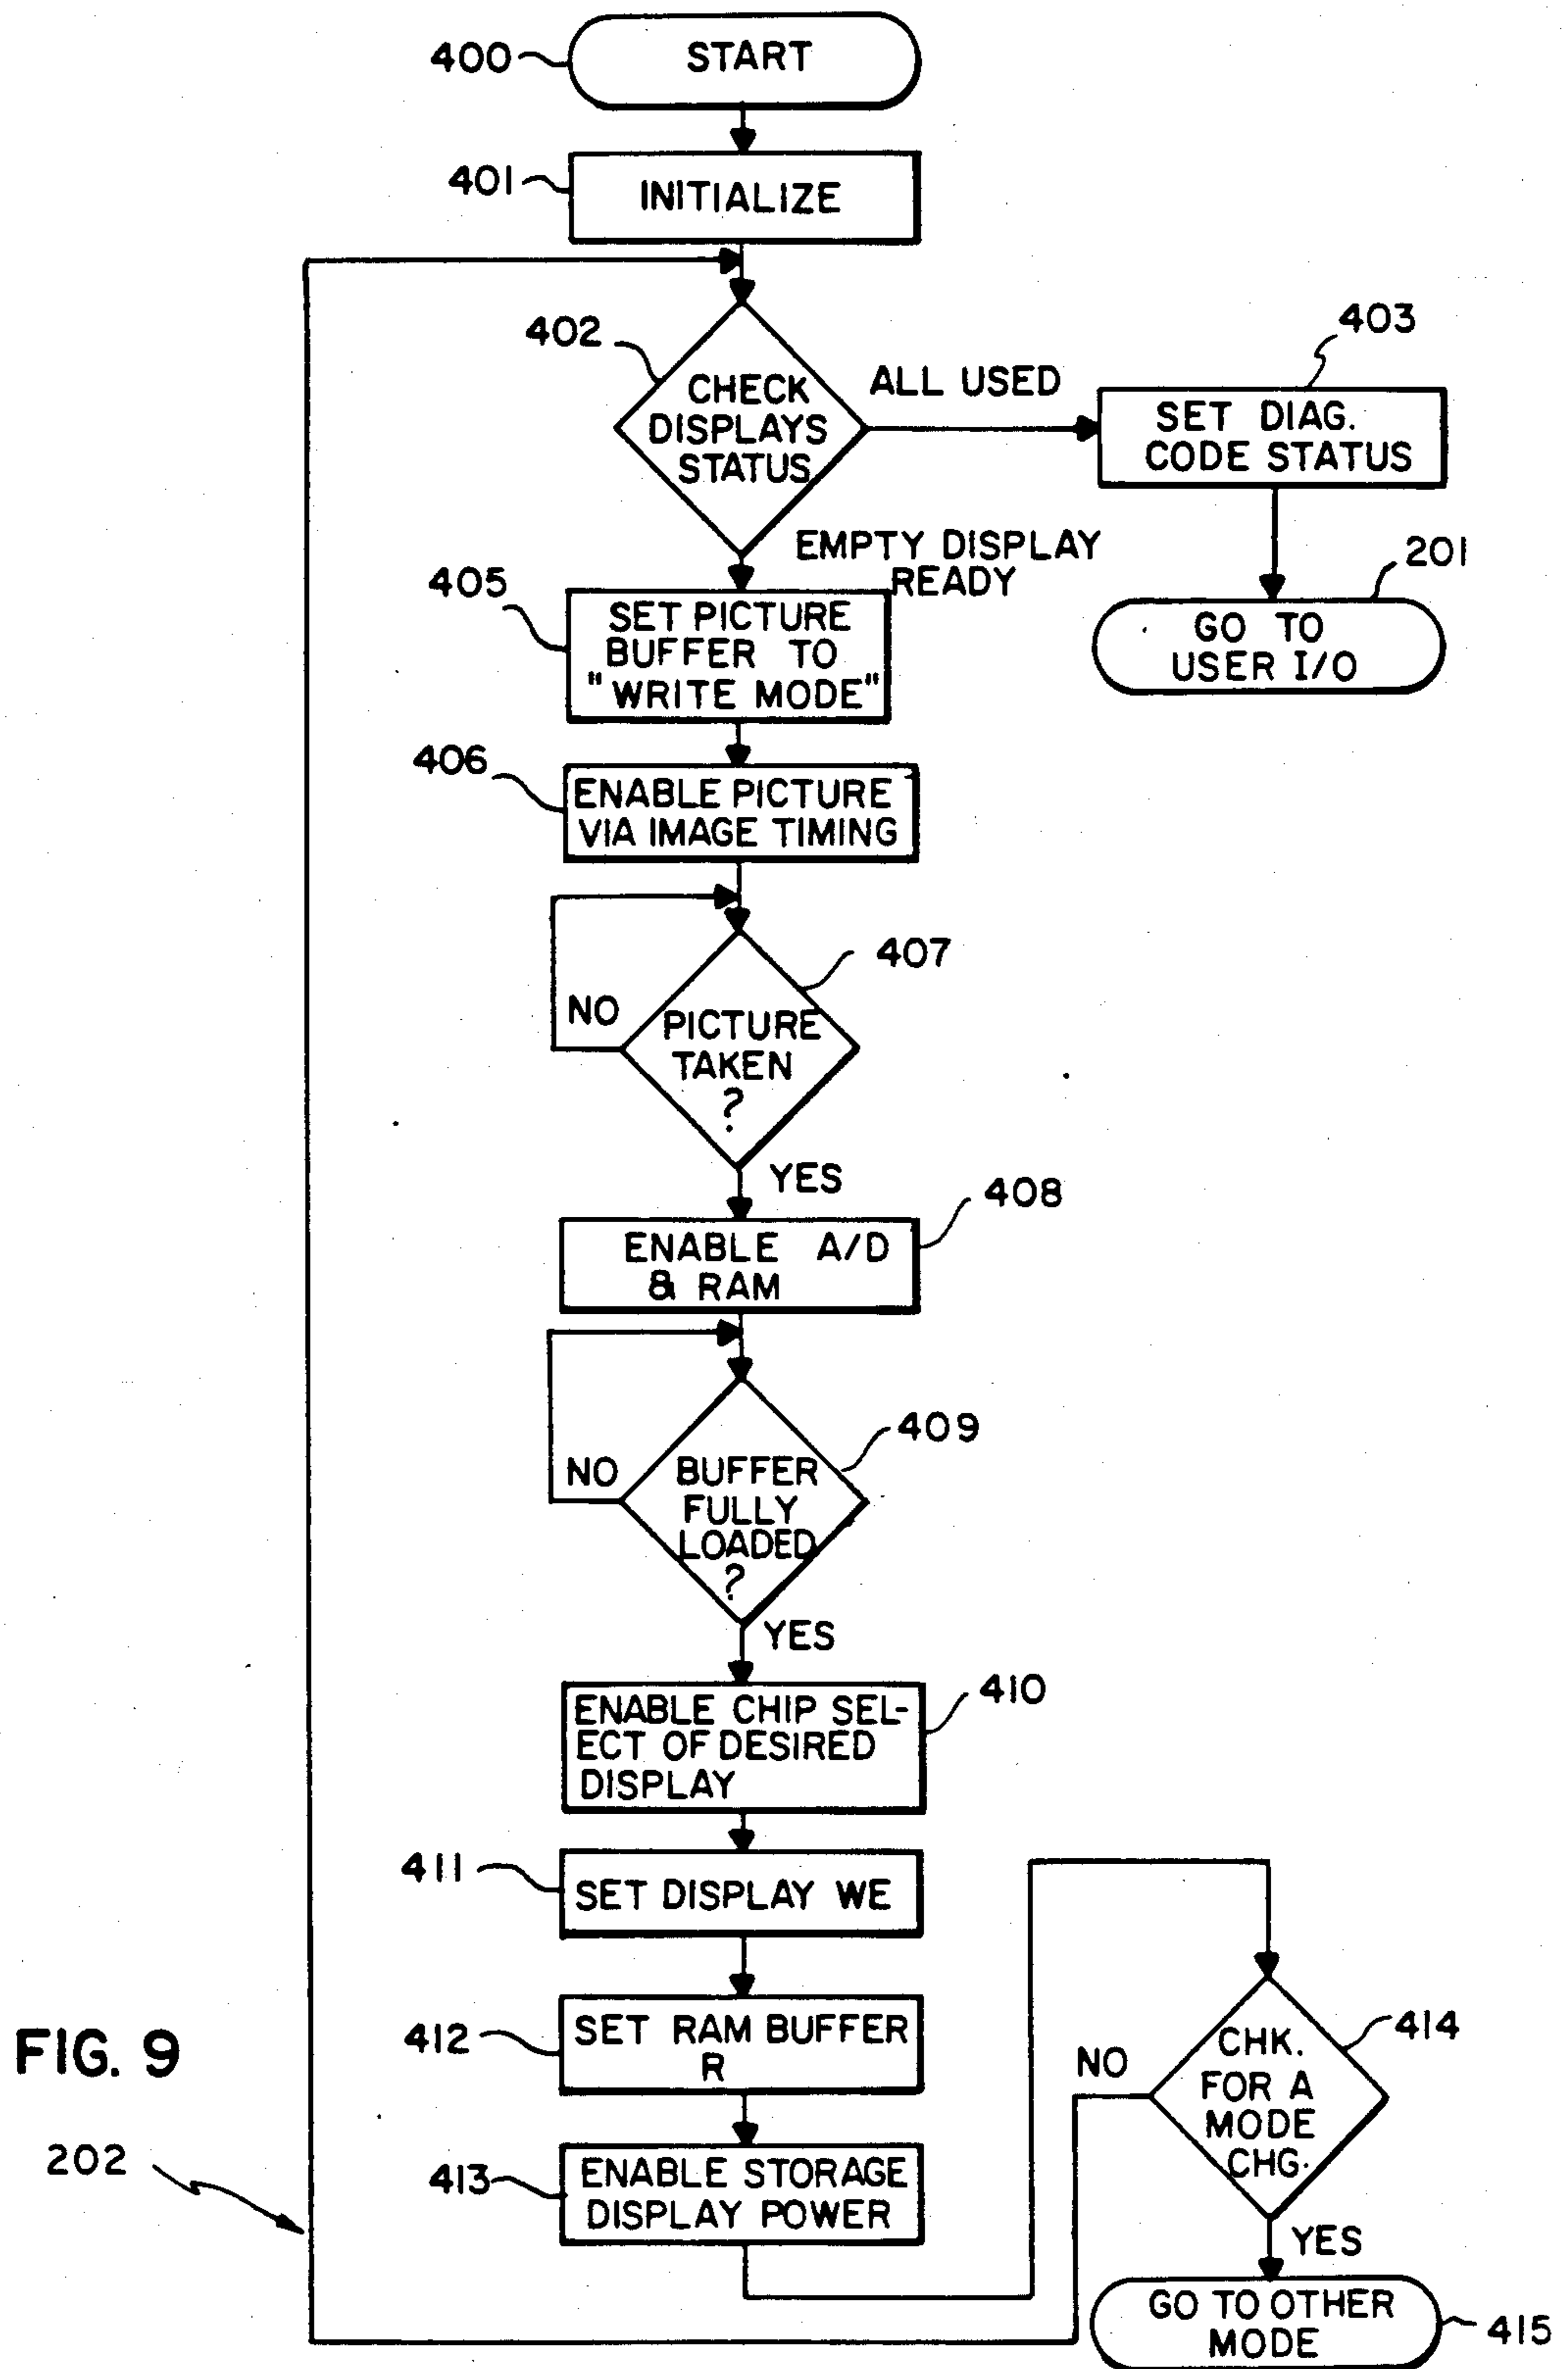 400
START
401
INITIALIZE
402
CHECK
DISPLAYS
STATUS
ALL USED
403
SET DIAG.
CODE STATUS
EMPTY DISPLAY
READY
201
GO TO
USER I/O
405
SET PICTURE
BUFFER TO
"WRITE MODE"
406
ENABLE PICTURE
VIA IMAGE TIMING
407
NO
PICTURE
TAKEN
?
YES
408
ENABLE A/D
& RAM
409
NO
BUFFER
FULLY
LOADED
?
YES
410
ENABLE CHIP SEL-
ECT OF DESIRED
DISPLAY
411
SET DISPLAY WE
412
SET RAM BUFFER
R
413
ENABLE STORAGE
DISPLAY POWER
414
NO
CHK.
FOR A
MODE
CHG.
YES
GO TO OTHER
MODE
415
FIG. 9
202